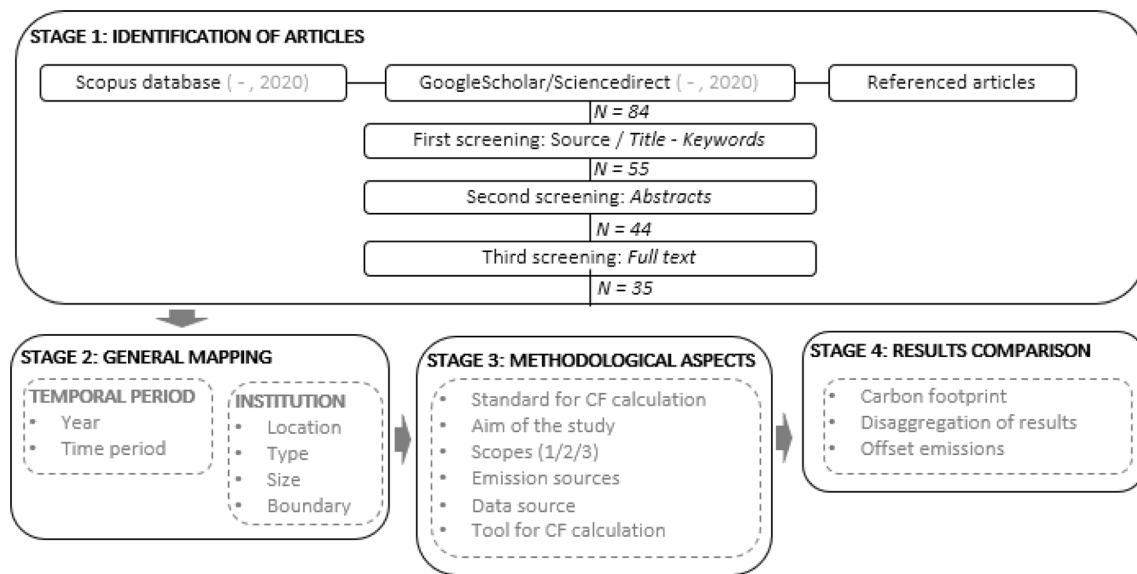 STAGE 1: IDENTIFICATION OF ARTICLES
Scopus database ( - , 2020)
GoogleScholar/Sciencedirect ( - , 2020)
Referenced articles
N = 84
First screening: Source / Title - Keywords
N = 55
Second screening: Abstracts
N = 44
Third screening: Full text
N = 35
STAGE 2: GENERAL MAPPING
TEMPORAL PERIOD
• Year
• Time period
INSTITUTION
• Location
• Type
• Size
• Boundary
STAGE 3: METHODOLOGICAL ASPECTS
• Standard for CF calculation
• Aim of the study
• Scopes (1/2/3)
• Emission sources
• Data source
• Tool for CF calculation
STAGE 4: RESULTS COMPARISON
• Carbon footprint
• Disaggregation of results
• Offset emissions